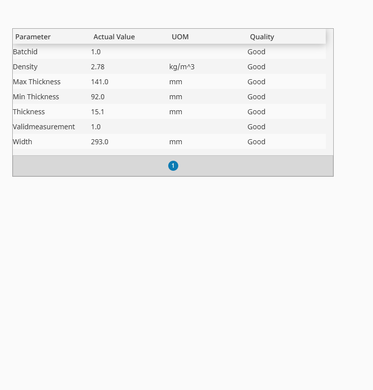 Parameter Actual Value UOM Quality
Batchid 1.0 Good
Density 2.78 kg/m^3 Good
Max Thickness 141.0 mm Good
Min Thickness 92.0 mm Good
Thickness 15.1 mm Good
Validmeasurement 1.0 Good
Width 293.0 mm Good
1